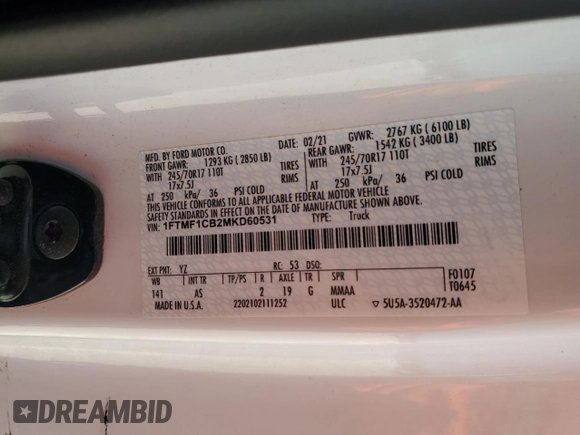 MFD. BY FORD MOTOR CO. DATE: 02/21 GVWR: 2767 KG ( 6100 LB)
FRONT GAWR: 1293 KG ( 2850 LB) REAR GAWR: 1542 KG ( 3400 LB)
WITH 245/70R17 110T TIRES WITH 245/70R17 110T TIRES
17x7.5J 17x7.5J
AT 250 kPa/ 36 PSI COLD AT 250 kPa/ 36 PSI COLD
THIS VEHICLE CONFORMS TO ALL APPLICABLE FEDERAL MOTOR VEHICLE
SAFETY STANDARDS IN EFFECT ON THE DATE OF MANUFACTURE SHOWN ABOVE.
VIN: 1FTMF1CB2MKD60531 TYPE: Truck
EXT PNT: YZ RC: 53 DSO: F0107
WB INT TR TP/PS R AXLE TR SPR T0645
141 AS 2 19 G MMAA
MADE IN U.S.A. 2202102111252 ULC 5U5A-3520472-AA
DREAMBID